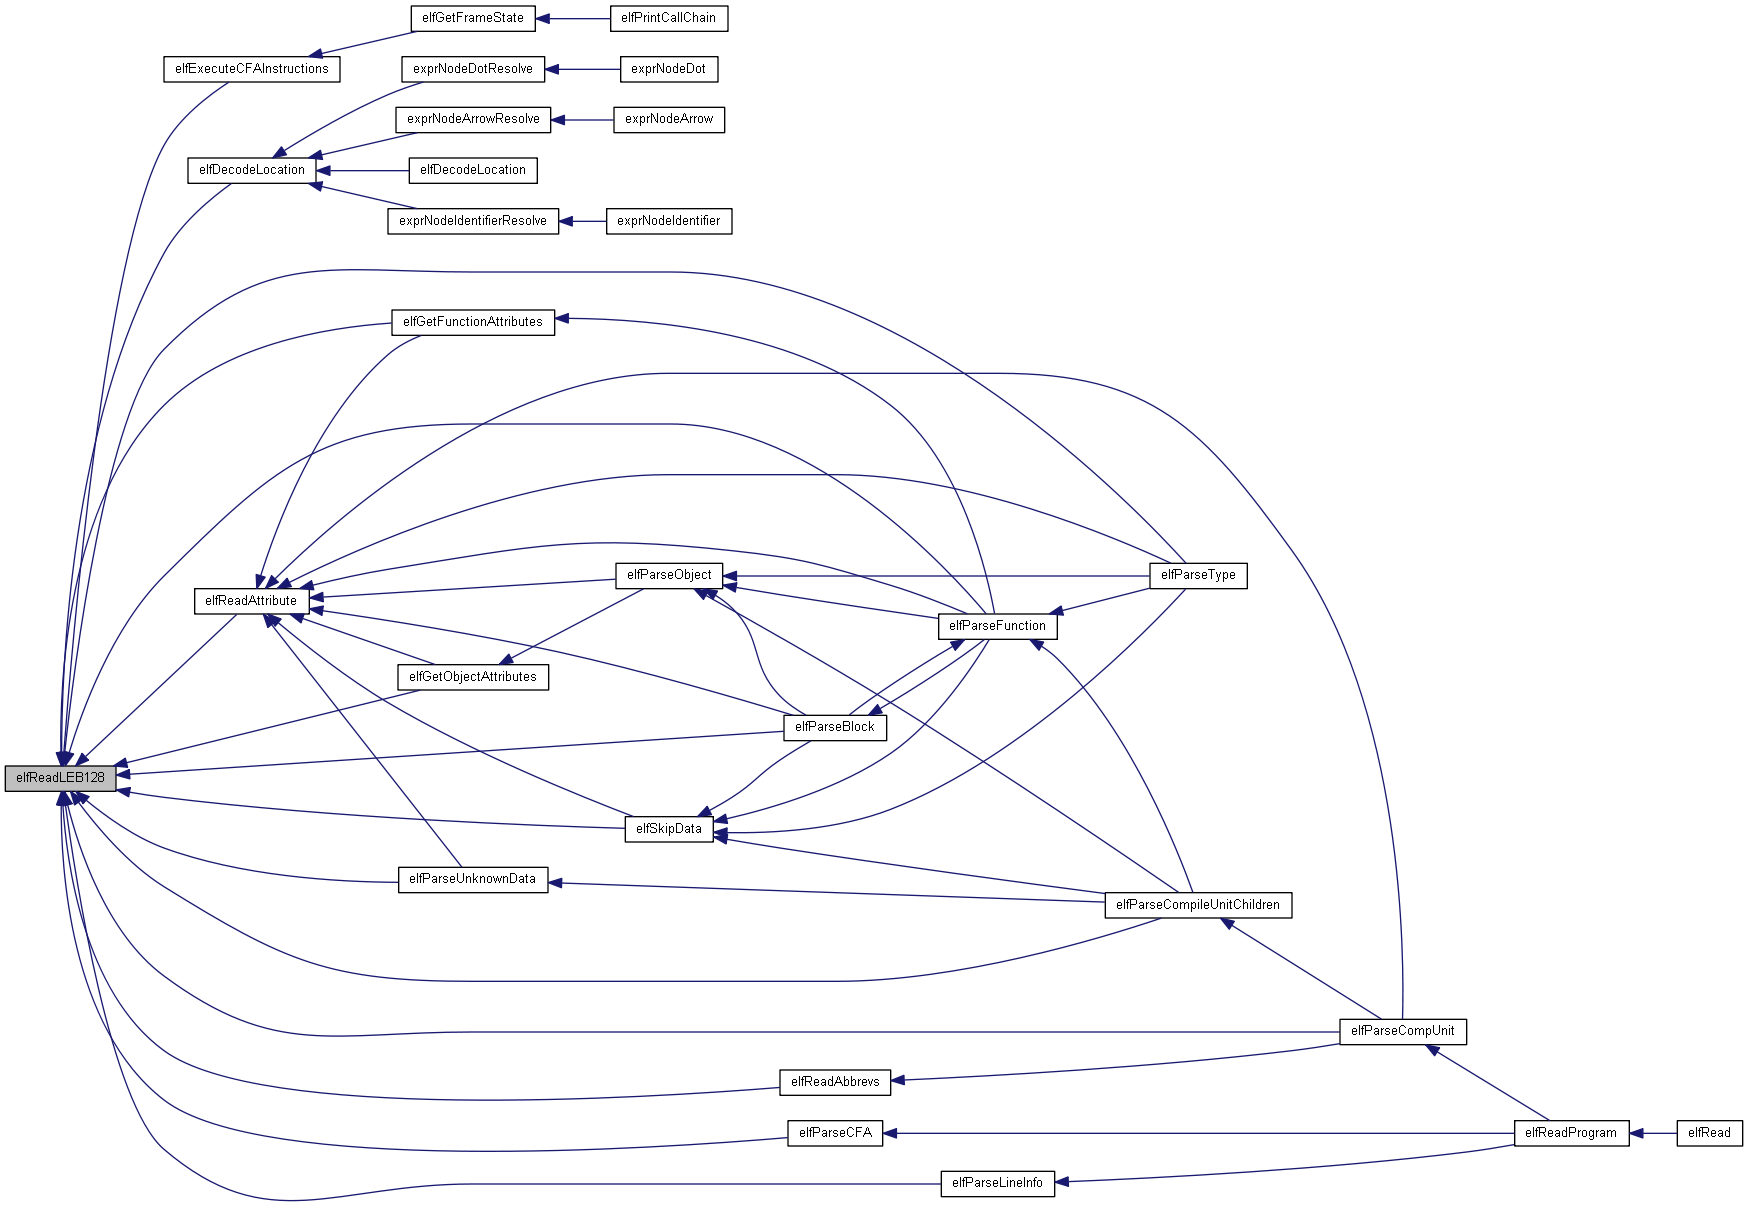 elfGetFrameState
elfPrintCallChain
elfExecuteCFAInstructions
exprNodeDotResolve
exprNodeDot
exprNodeArrowResolve
exprNodeArrow
elfDecodeLocation
elfDecodeLocation
exprNodeIdentifierResolve
exprNodeIdentifier
elfGetFunctionAttributes
elfParseObject
elfParseType
elfReadAttribute
elfParseFunction
elfGetObjectAttributes
elfParseBlock
elfReadLEB128
elfSkipData
elfParseUnknownData
elfParseCompileUnitChildren
elfParseCompUnit
elfReadAbbrevs
elfParseCFA
elfReadProgram
elfRead
elfParseLineInfo